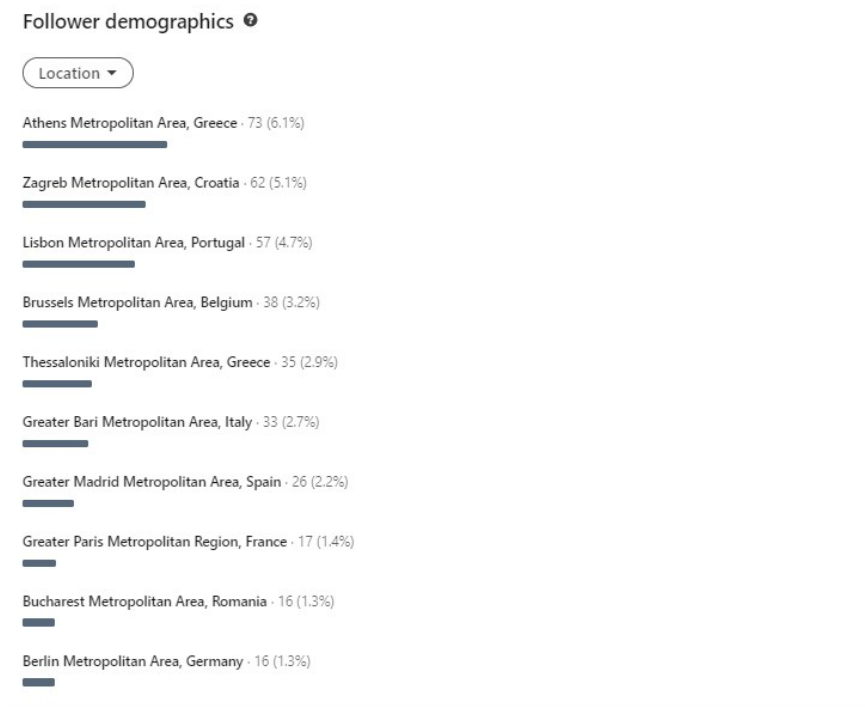 Follower demographics ?
Location
Athens Metropolitan Area, Greece · 73 (6.1%)
Zagreb Metropolitan Area, Croatia · 62 (5.1%)
Lisbon Metropolitan Area, Portugal · 57 (4.7%)
Brussels Metropolitan Area, Belgium · 38 (3.2%)
Thessaloniki Metropolitan Area, Greece · 35 (2.9%)
Greater Bari Metropolitan Area, Italy · 33 (2.7%)
Greater Madrid Metropolitan Area, Spain · 26 (2.2%)
Greater Paris Metropolitan Region, France · 17 (1.4%)
Bucharest Metropolitan Area, Romania · 16 (1.3%)
Berlin Metropolitan Area, Germany · 16 (1.3%)